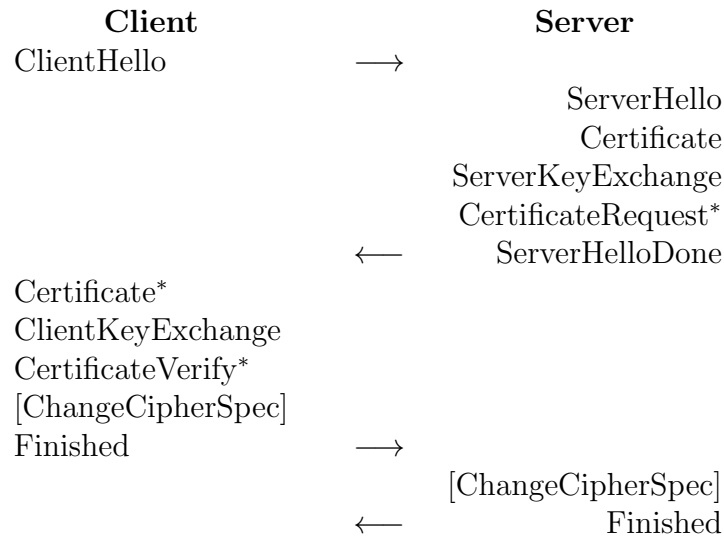 Client Server
ClientHello ⟶
ServerHello
Certificate
ServerKeyExchange
CertificateRequest*
⟵ ServerHelloDone
Certificate*
ClientKeyExchange
CertificateVerify*
[ChangeCipherSpec]
Finished ⟶
[ChangeCipherSpec]
⟵ Finished